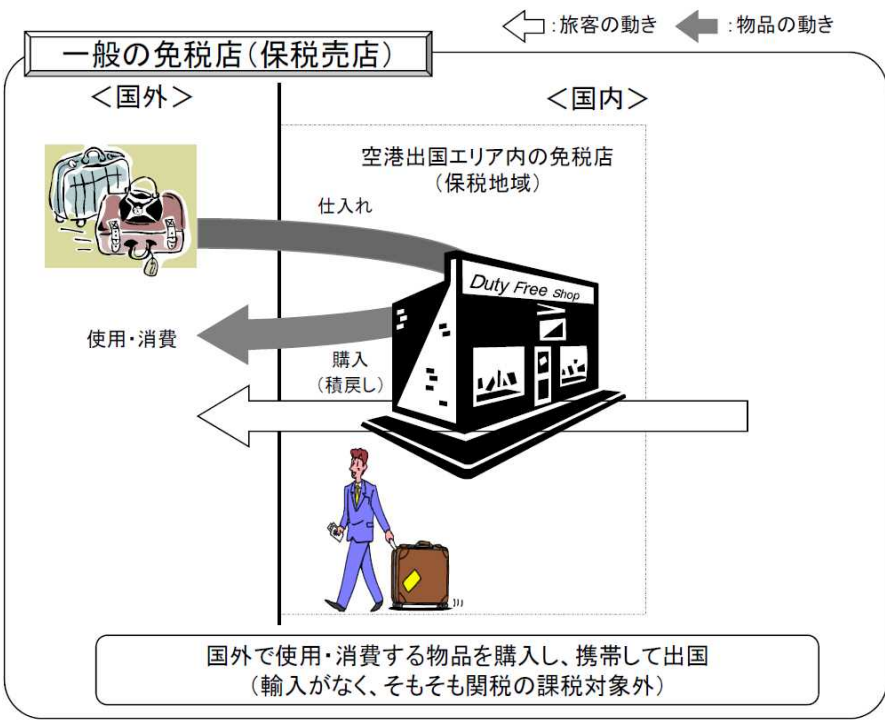 ⇦:旅客の動き ⬅:物品の動き
一般の免税店(保税売店)
<国外>
<国内>
空港出国エリア内の免税店
(保税地域)
仕入れ
Duty Free Shop
使用・消費
購入
(積戻し)
国外で使用・消費する物品を購入し、携帯して出国
(輸入がなく、そもそも関税の課税対象外)